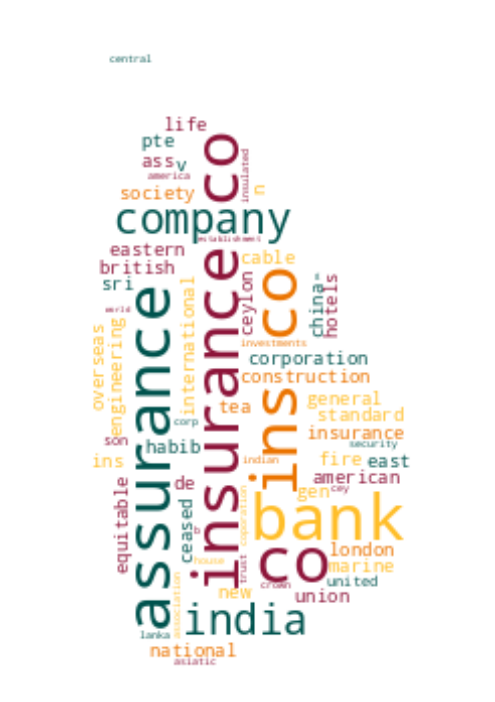 central
life
co
pte
ass
v
insulated
america
society
n
company
establishment
eastern
cable
british
sri
insurance co
assurance
ins co
ceylon
china-
hotels
international
world
overseas
engineering
investments
corporation
construction
tea
general
standard
corp
insurance
son
habib
security
ins
indian
fire
east
american
de
gen
cey
equitable
bank
ceased
coporation
br
co
london
house
trust
marine
crown
united
association
new
union
india
lanka
national
asiatic